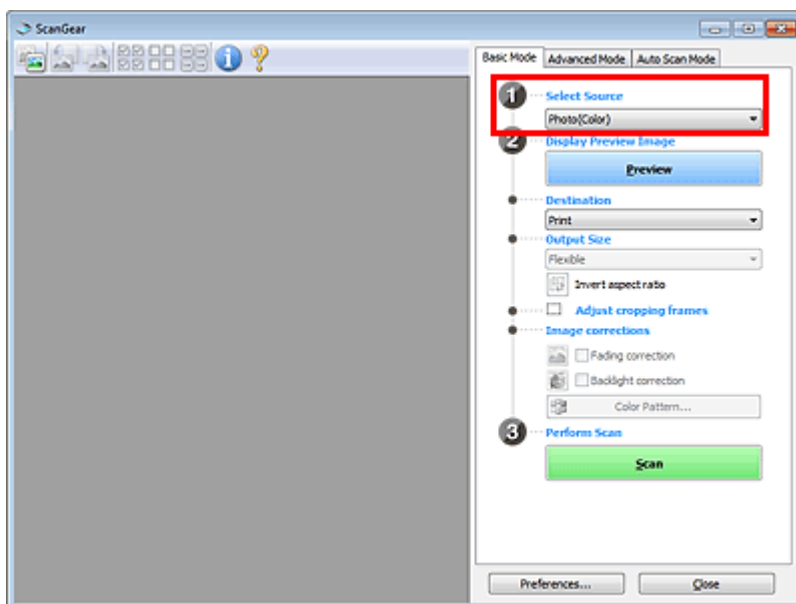 ScanGear
Basic Mode Advanced Mode Auto Scan Mode
1 Select Source
Photo(Color)
2 Display Preview Image
Preview
Destination
Print
Output Size
Flexible
Invert aspect ratio
Adjust cropping frames
Image corrections
Fading correction
Backlight correction
Color Pattern...
3 Perform Scan
Scan
Preferences... Close